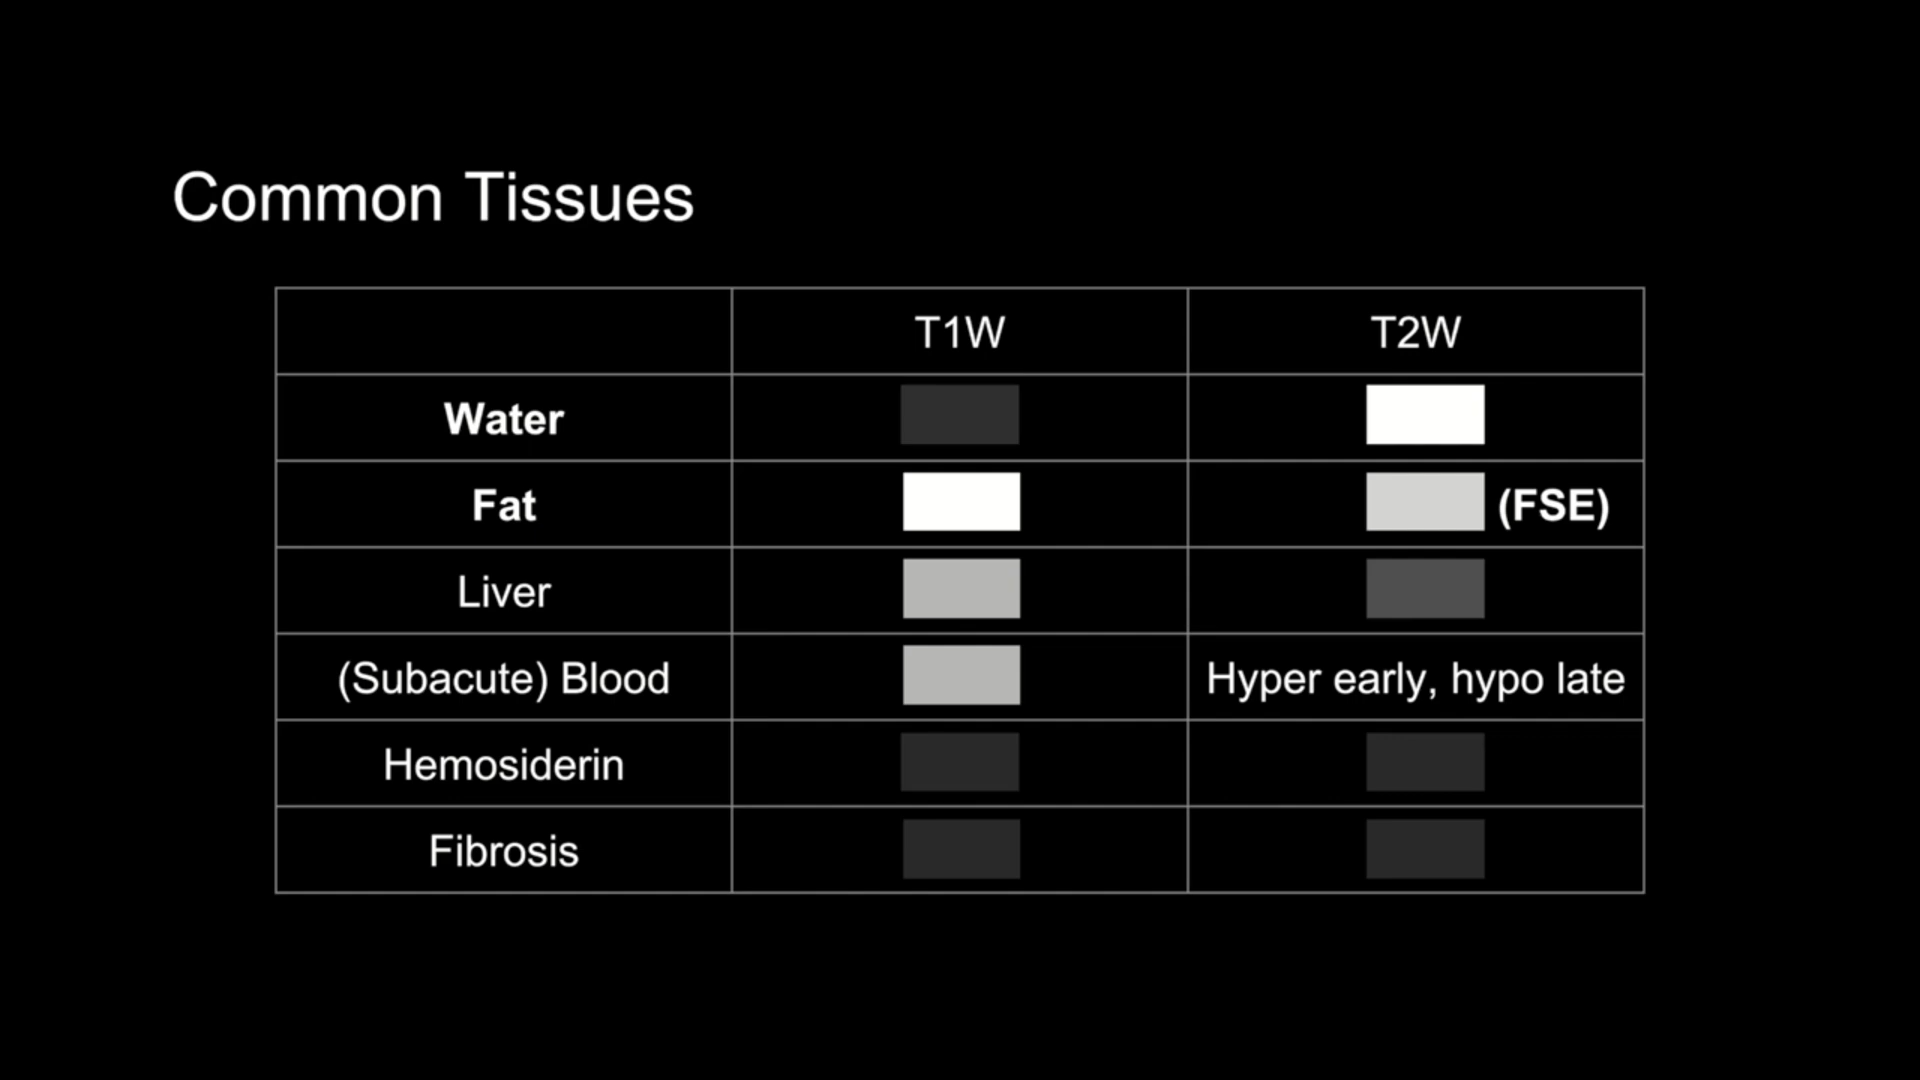 Common Tissues
T1W T2W
Water
Fat (FSE)
Liver
(Subacute) Blood Hyper early, hypo late
Hemosiderin
Fibrosis